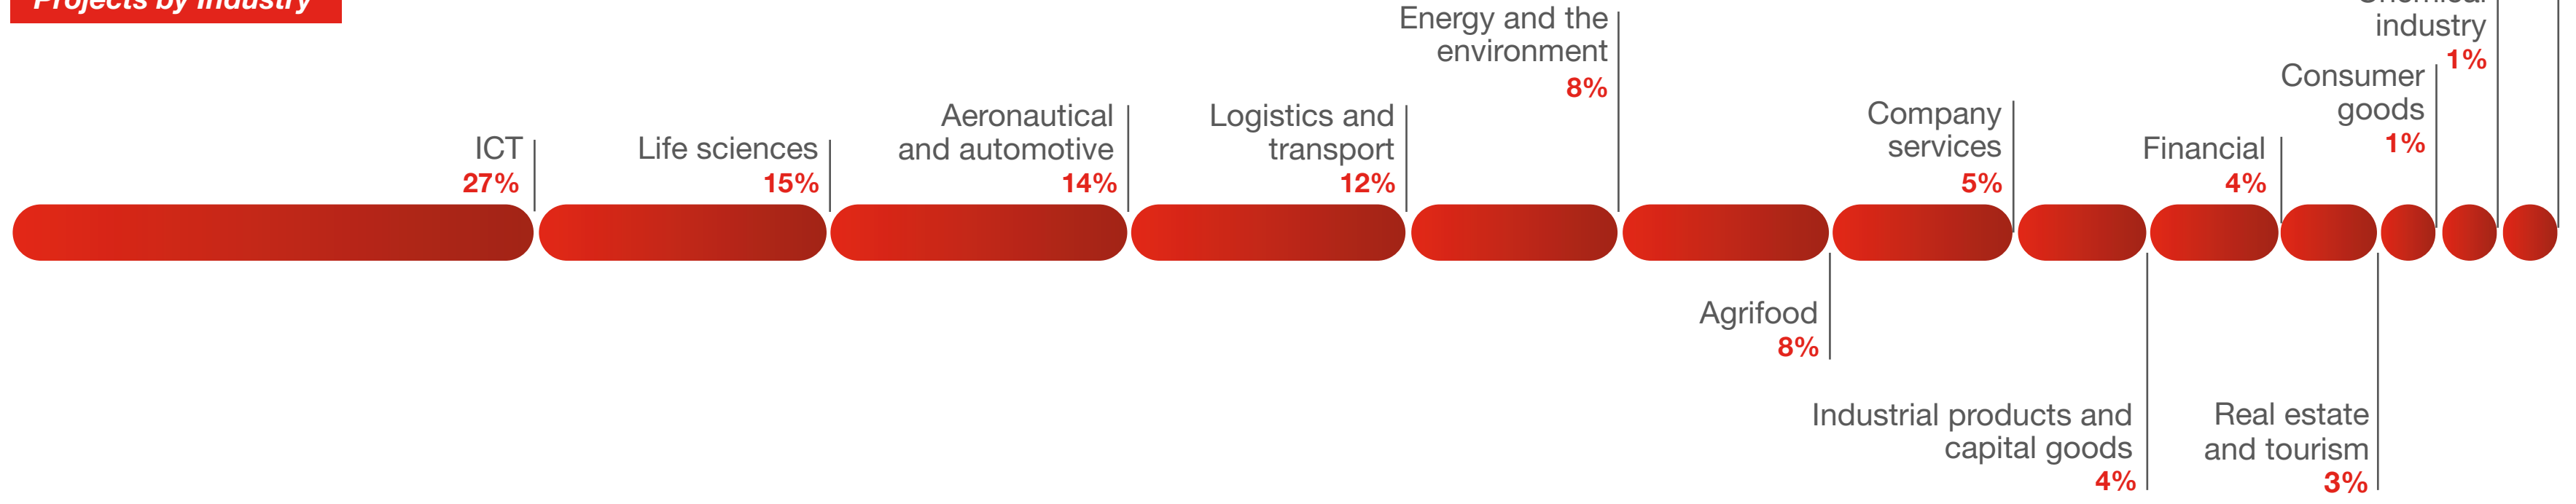 Projects by Industry
ICT
27%
Life sciences
15%
Aeronautical
and automotive
14%
Logistics and
transport
12%
Energy and the
environment
8%
Agrifood
8%
Company
services
5%
Industrial products and
capital goods
4%
Financial
4%
Real estate
and tourism
3%
Consumer
goods
1%
Chemical
industry
1%